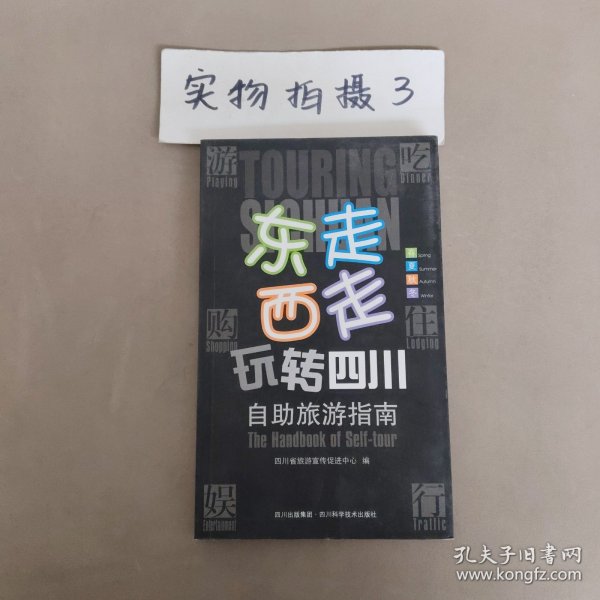 实物拍摄3
游 Playing
吃 Dinner
TOURING
SICHUAN
东走
西走
春 Spring
夏 Summer
秋 Autumn
冬 Winter
购 Shopping
住 Lodging
玩转四川
自助旅游指南
The Handbook of Self-tour
四川省旅游宣传促进中心 编
娱 Entertainment
行 Traffic
四川出版集团·四川科学技术出版社
孔夫子旧书网
www.kongfz.com